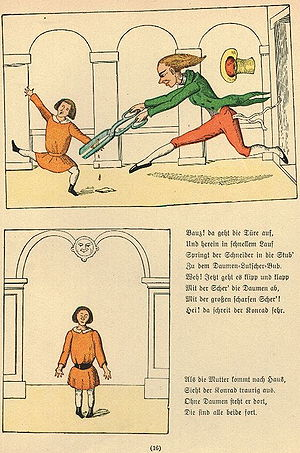 Bauz! da geht die Türe auf,
Und herein in schnellem Lauf
Springt der Schneider in die Stub'
Zu dem Daumen-Lutscher-Bub.
Weh! Jetzt geht es klipp und klapp
Mit der Scher' die Daumen ab,
Mit der großen scharfen Scher'!
Hei! da schreit der Konrad sehr.
Als die Mutter kommt nach Haus,
Sieht der Konrad traurig aus.
Ohne Daumen steht er dort,
Die sind alle beide fort.
(16)